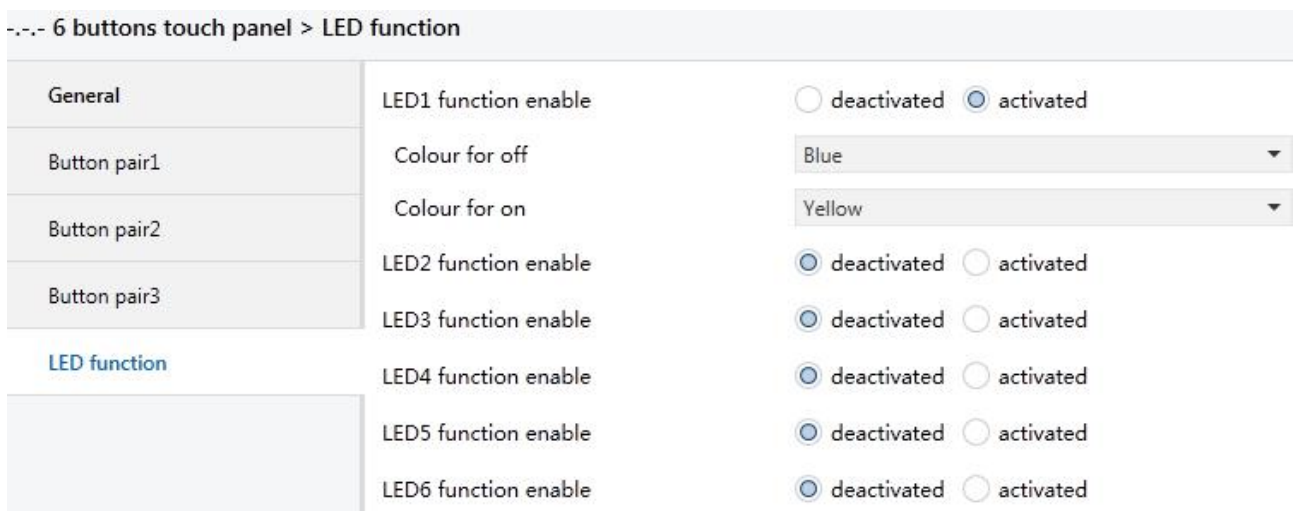 -.-.- 6 buttons touch panel > LED function
General
Button pair1
Button pair2
Button pair3
LED function
LED1 function enable deactivated activated
Colour for off Blue
Colour for on Yellow
LED2 function enable deactivated activated
LED3 function enable deactivated activated
LED4 function enable deactivated activated
LED5 function enable deactivated activated
LED6 function enable deactivated activated